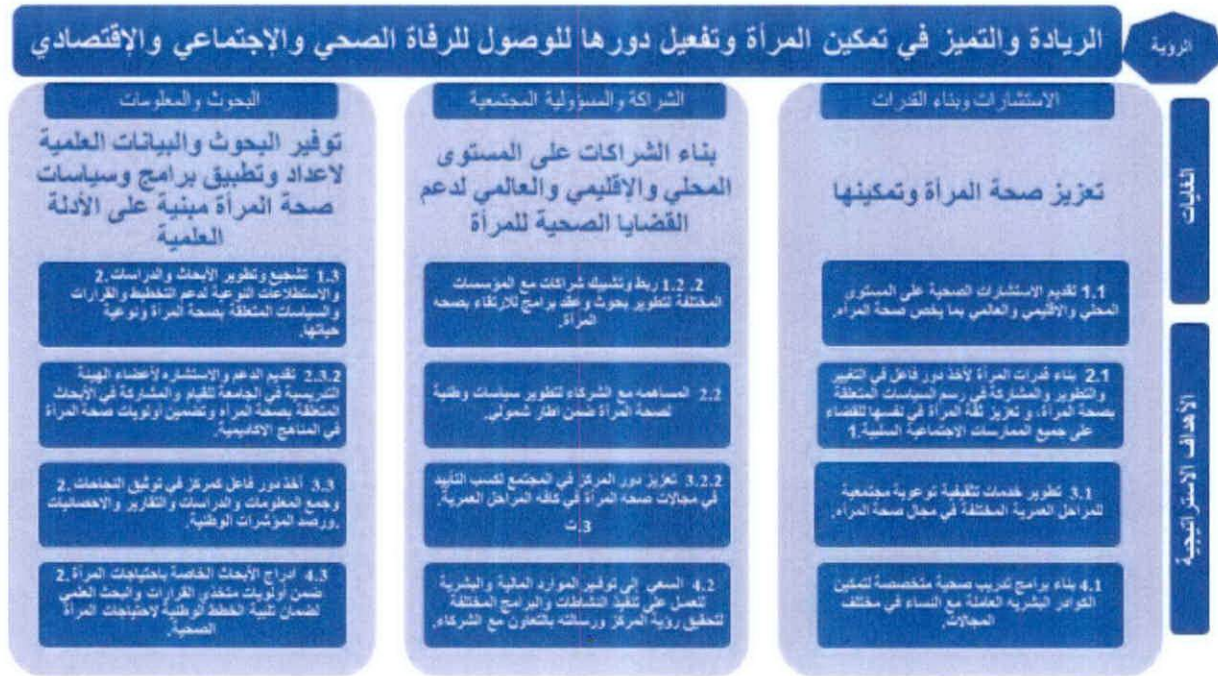 الرؤية
الريادة والتميز في تمكين المرأة وتفعيل دورها للوصول للرفاة الصحي والإجتماعي والإقتصادي
الغايات
الأهداف الاستراتيجية
الاستشارات وبناء القدرات
تعزيز صحة المرأة وتمكينها
1.1 تقديم الاستشارات الصحية على المستوى
المحلي والاقليمي والعالمي بما يخص صحة المرأه.
2.1 بناء قدرات المرأة لأخذ دور فاعل في التغيير
والتطوير والمشاركة في رسم السياسات المتعلقة
بصحة المرأة، و تعزيز ثقة المرأة في نفسها للقضاء
على جميع الممارسات الاجتماعية السلبية.1
3.1 تطوير خدمات تثقيفية توعوية مجتمعية
للمراحل العمرية المختلفة في مجال صحة المرأه.
4.1 بناء برامج تدريب صحية متخصصة لتمكين
الكوادر البشريه العاملة مع النساء في مختلف
المجالات.
الشراكة والمسؤولية المجتمعية
بناء الشراكات على المستوى
المحلي والإقليمي والعالمي لدعم
القضايا الصحية للمرأة
2. 1.2 ربط وتشبيك شراكات مع المؤسسات
المختلفة لتطوير بحوث وعقد برامج للارتقاء بصحه
المرأة.
2.2 المساهمه مع الشركاء لتطوير سياسات وطنية
لصحة المرأة ضمن اطار شمولي.
3.2.2 تعزيز دور المركز في المجتمع لكسب التأييد
في مجالات صحه المرأة في كافه المراحل العمرية.
3.ت
4.2 السعي إلى توفير الموارد المالية والبشرية
للعمل على تنفيذ النشاطات والبرامج المختلفة
لتحقيق رؤية المركز ورسالته بالتعاون مع الشركاء.
البحوث والمعلومات
توفير البحوث والبيانات العلمية
لاعداد وتطبيق برامج وسياسات
صحة المرأة مبنية على الأدلة
العلمية
1.3 تشجيع وتطوير الأبحاث والدراسات 2.
والاستطلاعات النوعية لدعم التخطيط والقرارات
والسياسات المتعلقة بصحة المرأة ونوعية
حياتها.
2.3.2 تقديم الدعم والاستشاره لأعضاء الهيئة
التدريسية في الجامعة للقيام والمشاركة في الأبحاث
المتعلقة بصحة المرأه وتضمين اولويات صحة المرأة
في المناهج الاكاديمية.
3.3 أخذ دور فاعل كمركز في توثيق النجاحات 2.
وجمع المعلومات والدراسات والتقارير والاحصائيات
.ورصد المؤشرات الوطنية
4.3 ادراج الأبحاث الخاصة باحتياجات المرأة 2.
ضمن أولويات متخذي القرارات والبحث العلمي
لضمان تلبية الخطط الوطنية لاحتياجات المرأة
الصحية.